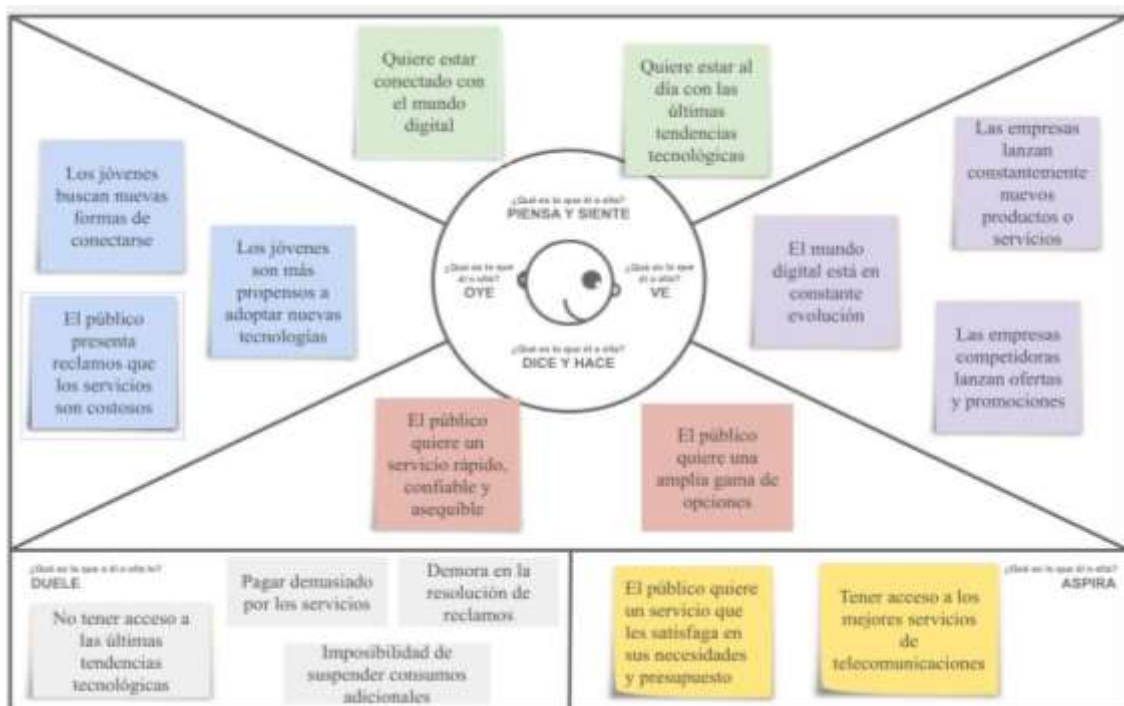 Quiere estar
conectado con
el mundo
digital
Quiere estar al
día con las
últimas
tendencias
tecnológicas
Los jóvenes
buscan nuevas
formas de
conectarse
Los jóvenes
son más
propensos a
adoptar nuevas
tecnologías
El público
presenta
reclamos que
los servicios
son costosos
¿Qué es lo que él o ella?
PIENSA Y SIENTE
¿Qué es lo que
él o ella?
OYE
¿Qué es lo que
él o ella?
VE
¿Qué es lo que él o ella?
DICE Y HACE
Las empresas
lanzan
constantemente
nuevos
productos o
servicios
El mundo
digital está en
constante
evolución
Las empresas
competidoras
lanzan ofertas
y promociones
El público
quiere un
servicio rápido,
confiable y
asequible
El público
quiere una
amplia gama de
opciones
¿Qué es lo que a él o ella le?
DUELE
Pagar demasiado
por los servicios
Demora en la
resolución de
reclamos
No tener acceso a
las últimas
tendencias
tecnológicas
Imposibilidad de
suspender consumos
adicionales
¿Qué es lo que él o ella?
ASPIRA
El público quiere
un servicio que
les satisfaga en
sus necesidades
y presupuesto
Tener acceso a los
mejores servicios
de
telecomunicaciones